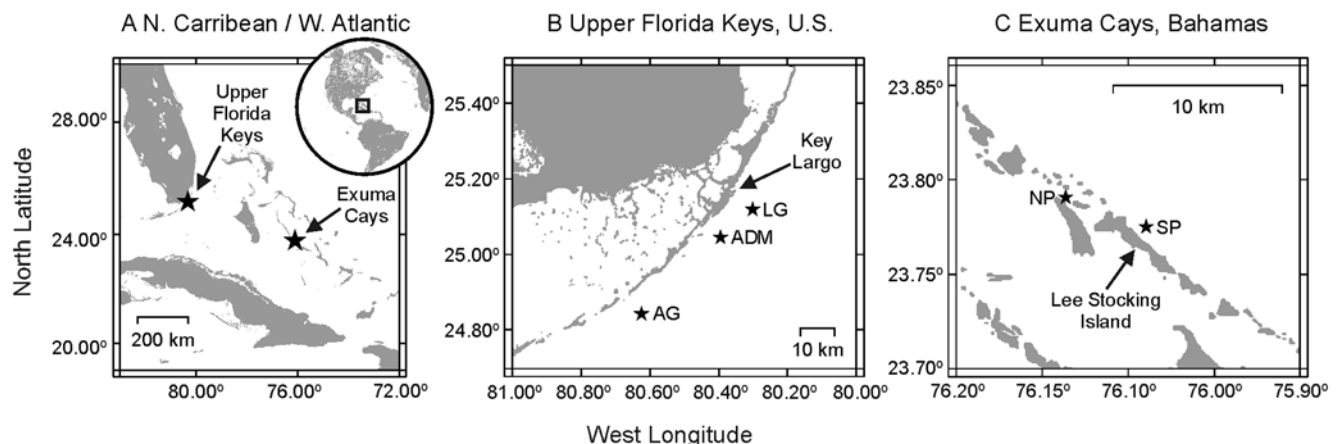 A N. Carribean / W. Atlantic
B Upper Florida Keys, U.S.
C Exuma Cays, Bahamas
North Latitude
28.00º
24.00º
20.00º
Upper
Florida
Keys
Exuma
Cays
200 km
80.00º
76.00º
72.00º
25.40º
25.20º
25.00º
24.80º
Key
Largo
LG
ADM
AG
10 km
81.00º
80.80º
80.60º
80.40º
80.20º
80.00º
23.85º
23.80º
23.75º
23.70º
10 km
NP
SP
Lee Stocking
Island
76.20º
76.15º
76.10º
76.00º
75.90º
West Longitude